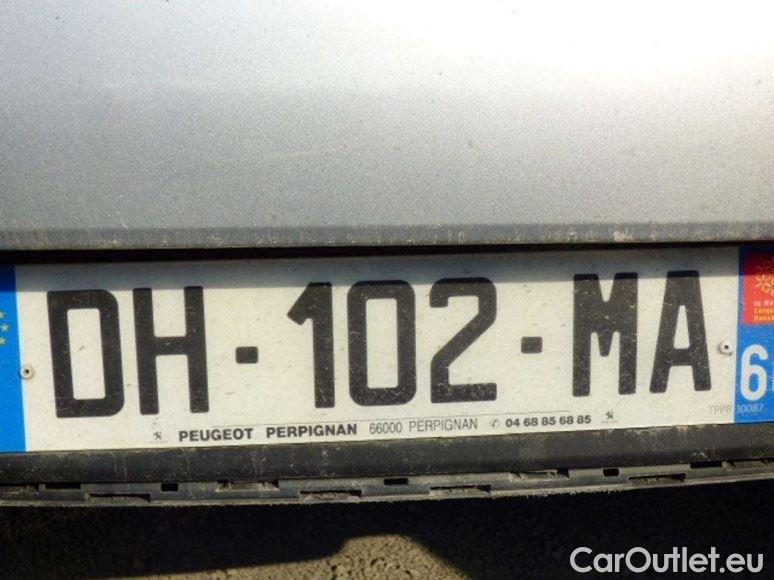 DH-102-MA
PEUGEOT PERPIGNAN 66000 PERPIGNAN ✆ 04 68 85 68 85
CarOutlet.eu